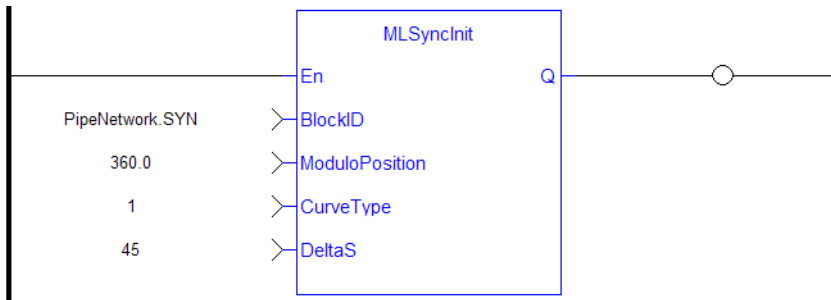 MLSyncInit
En Q
PipeNetwork.SYN BlockID
360.0 ModuloPosition
1 CurveType
45 DeltaS